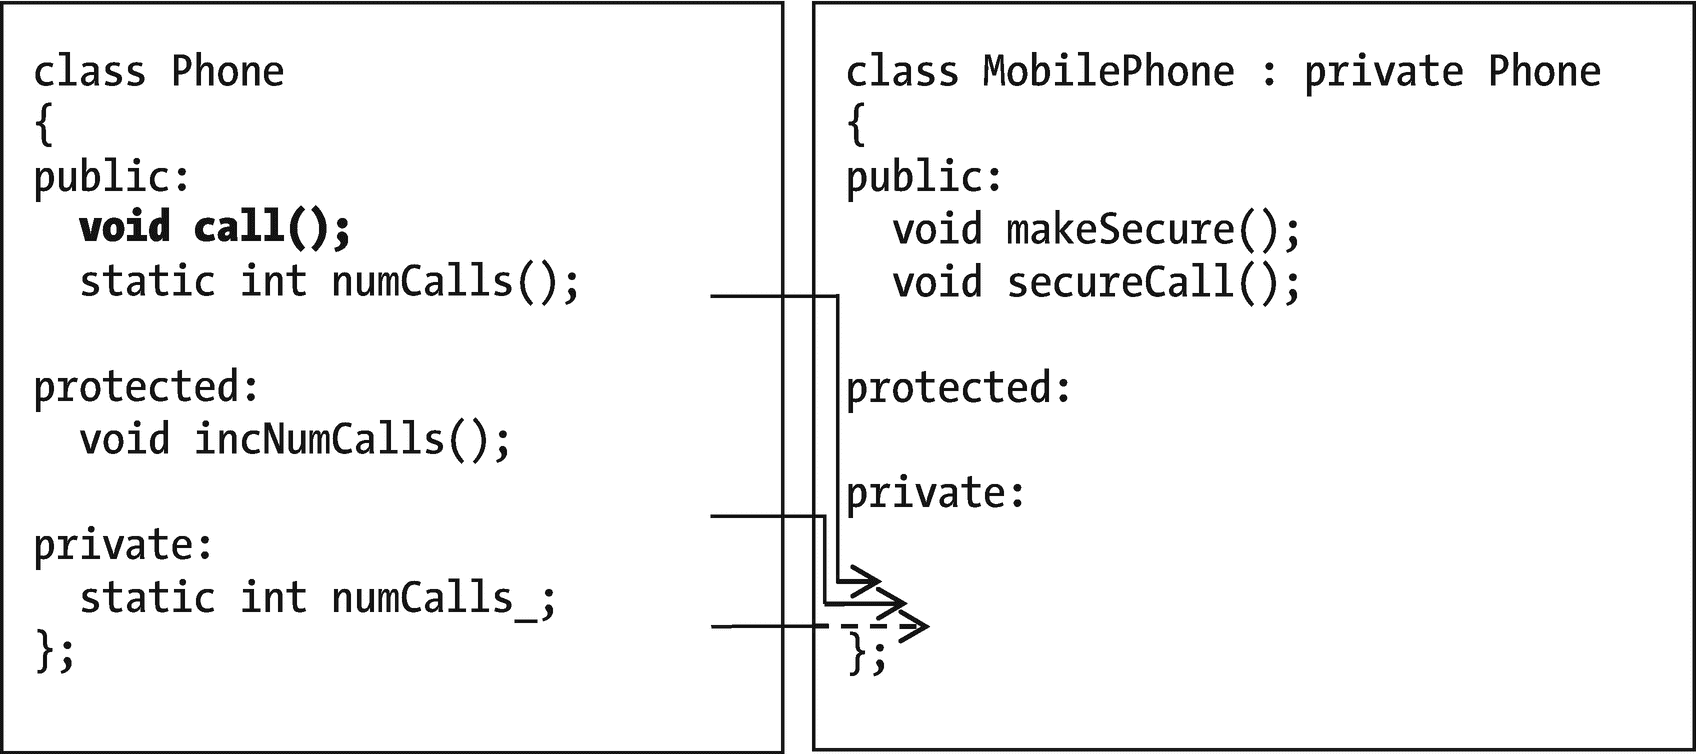 class Phone
{
public:
void call();
static int numCalls();
protected:
void incNumCalls();
private:
static int numCalls_;
};
class MobilePhone : private Phone
{
public:
void makeSecure();
void secureCall();
protected:
private:
};